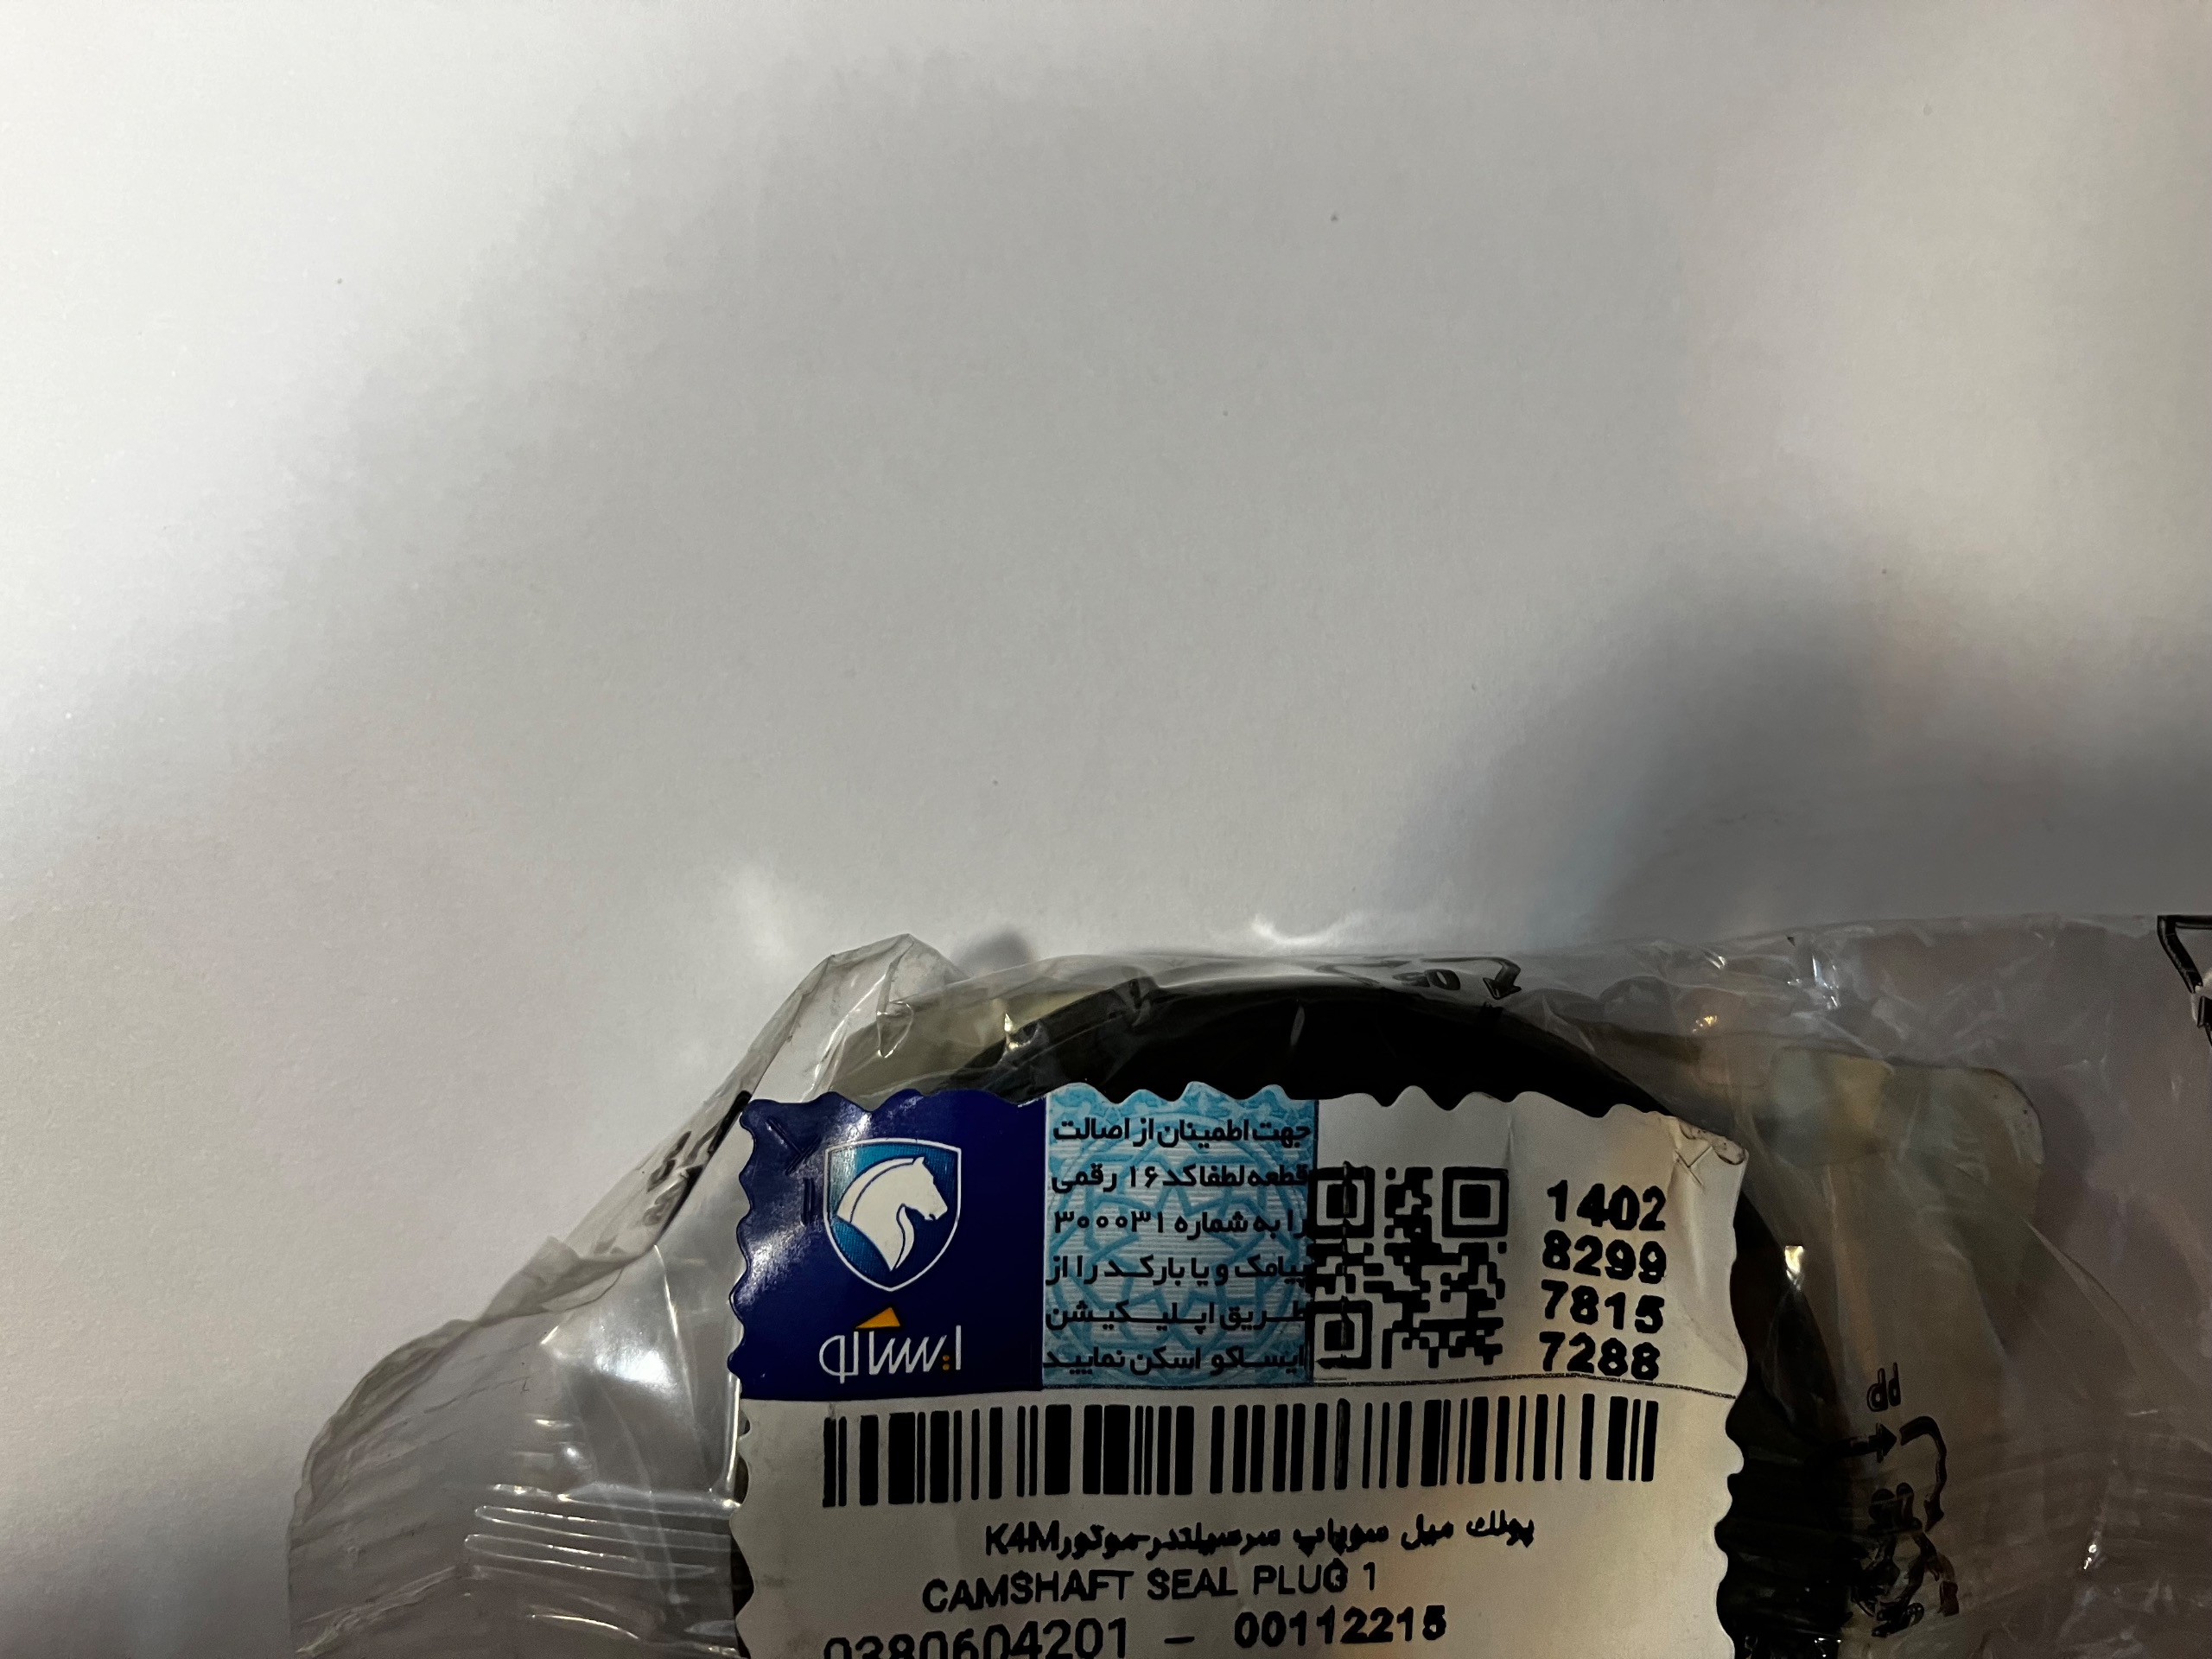 ایساکو
جهت اطمینان از اصالت
قطعه لطفا کد ۱۶ رقمی
را به شماره ۳۰۰۰۳۱
پیامک و یا بارکد را از
طریق اپلیکیشن
ایساکو اسکن نمایید
1402
8299
7815
7288
پولک میل سوپاپ سرسیلندر-موتورK4M
CAMSHAFT SEAL PLUG 1
0380604201 - 00112215
PP